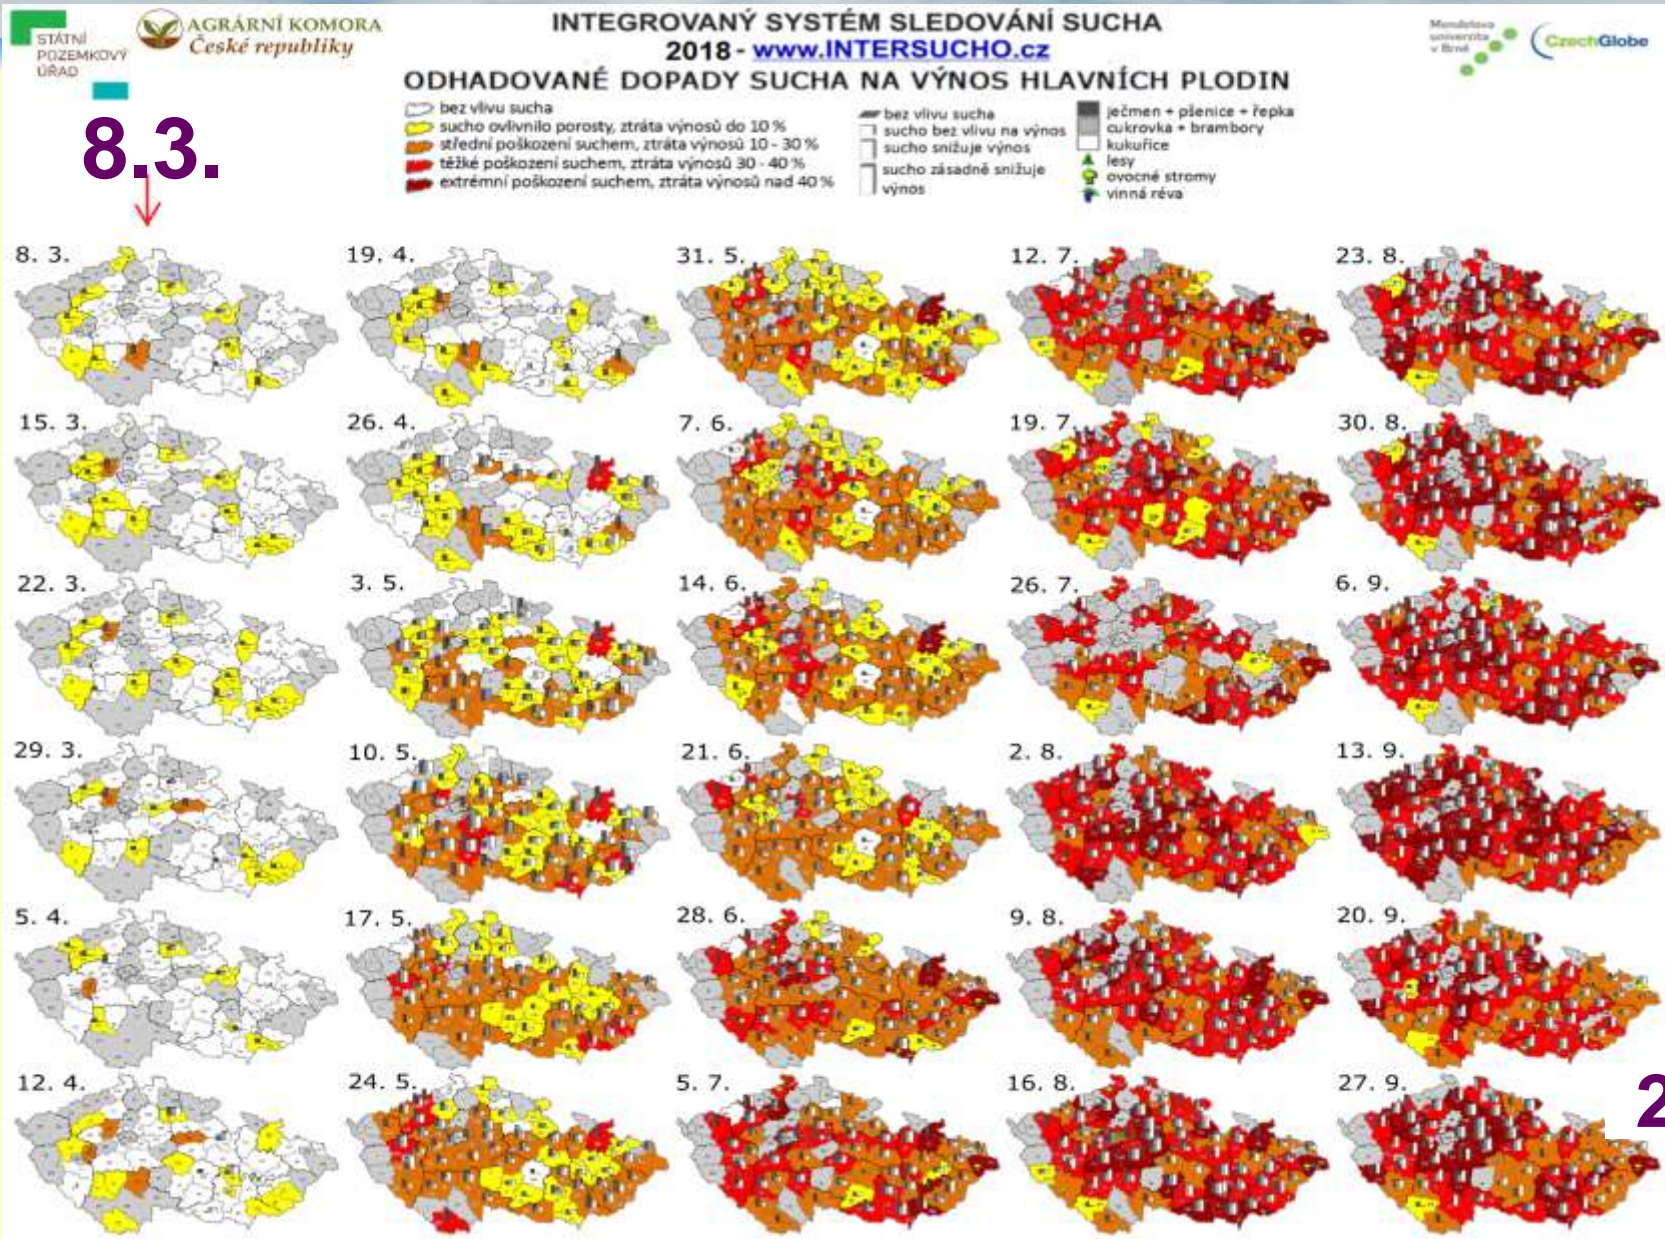 STÁTNÍ
POZEMKOVÝ
ÚŘAD
AGRÁRNÍ KOMORA
České republiky
INTEGROVANÝ SYSTÉM SLEDOVÁNÍ SUCHA
2018 - www.INTERSUCHO.cz
ODHADOVANÉ DOPADY SUCHA NA VÝNOS HLAVNÍCH PLODIN
Mendelova
univerzita
v Brně
CzechGlobe
8.3.
bez vlivu sucha
sucho ovlivnilo porosty, ztráta výnosů do 10 %
střední poškození suchem, ztráta výnosů 10 - 30 %
těžké poškození suchem, ztráta výnosů 30 - 40 %
extrémní poškození suchem, ztráta výnosů nad 40 %
bez vlivu sucha
sucho bez vlivu na výnos
sucho snižuje výnos
sucho zásadně snižuje
výnos
ječmen + pšenice + řepka
cukrovka + brambory
kukuřice
lesy
ovocné stromy
vinná réva
8. 3.
19. 4.
31. 5.
12. 7.
23. 8.
15. 3.
26. 4.
7. 6.
19. 7.
30. 8.
22. 3.
3. 5.
14. 6.
26. 7.
6. 9.
29. 3.
10. 5.
21. 6.
2. 8.
13. 9.
5. 4.
17. 5.
28. 6.
9. 8.
20. 9.
12. 4.
24. 5.
5. 7.
16. 8.
27. 9.
2